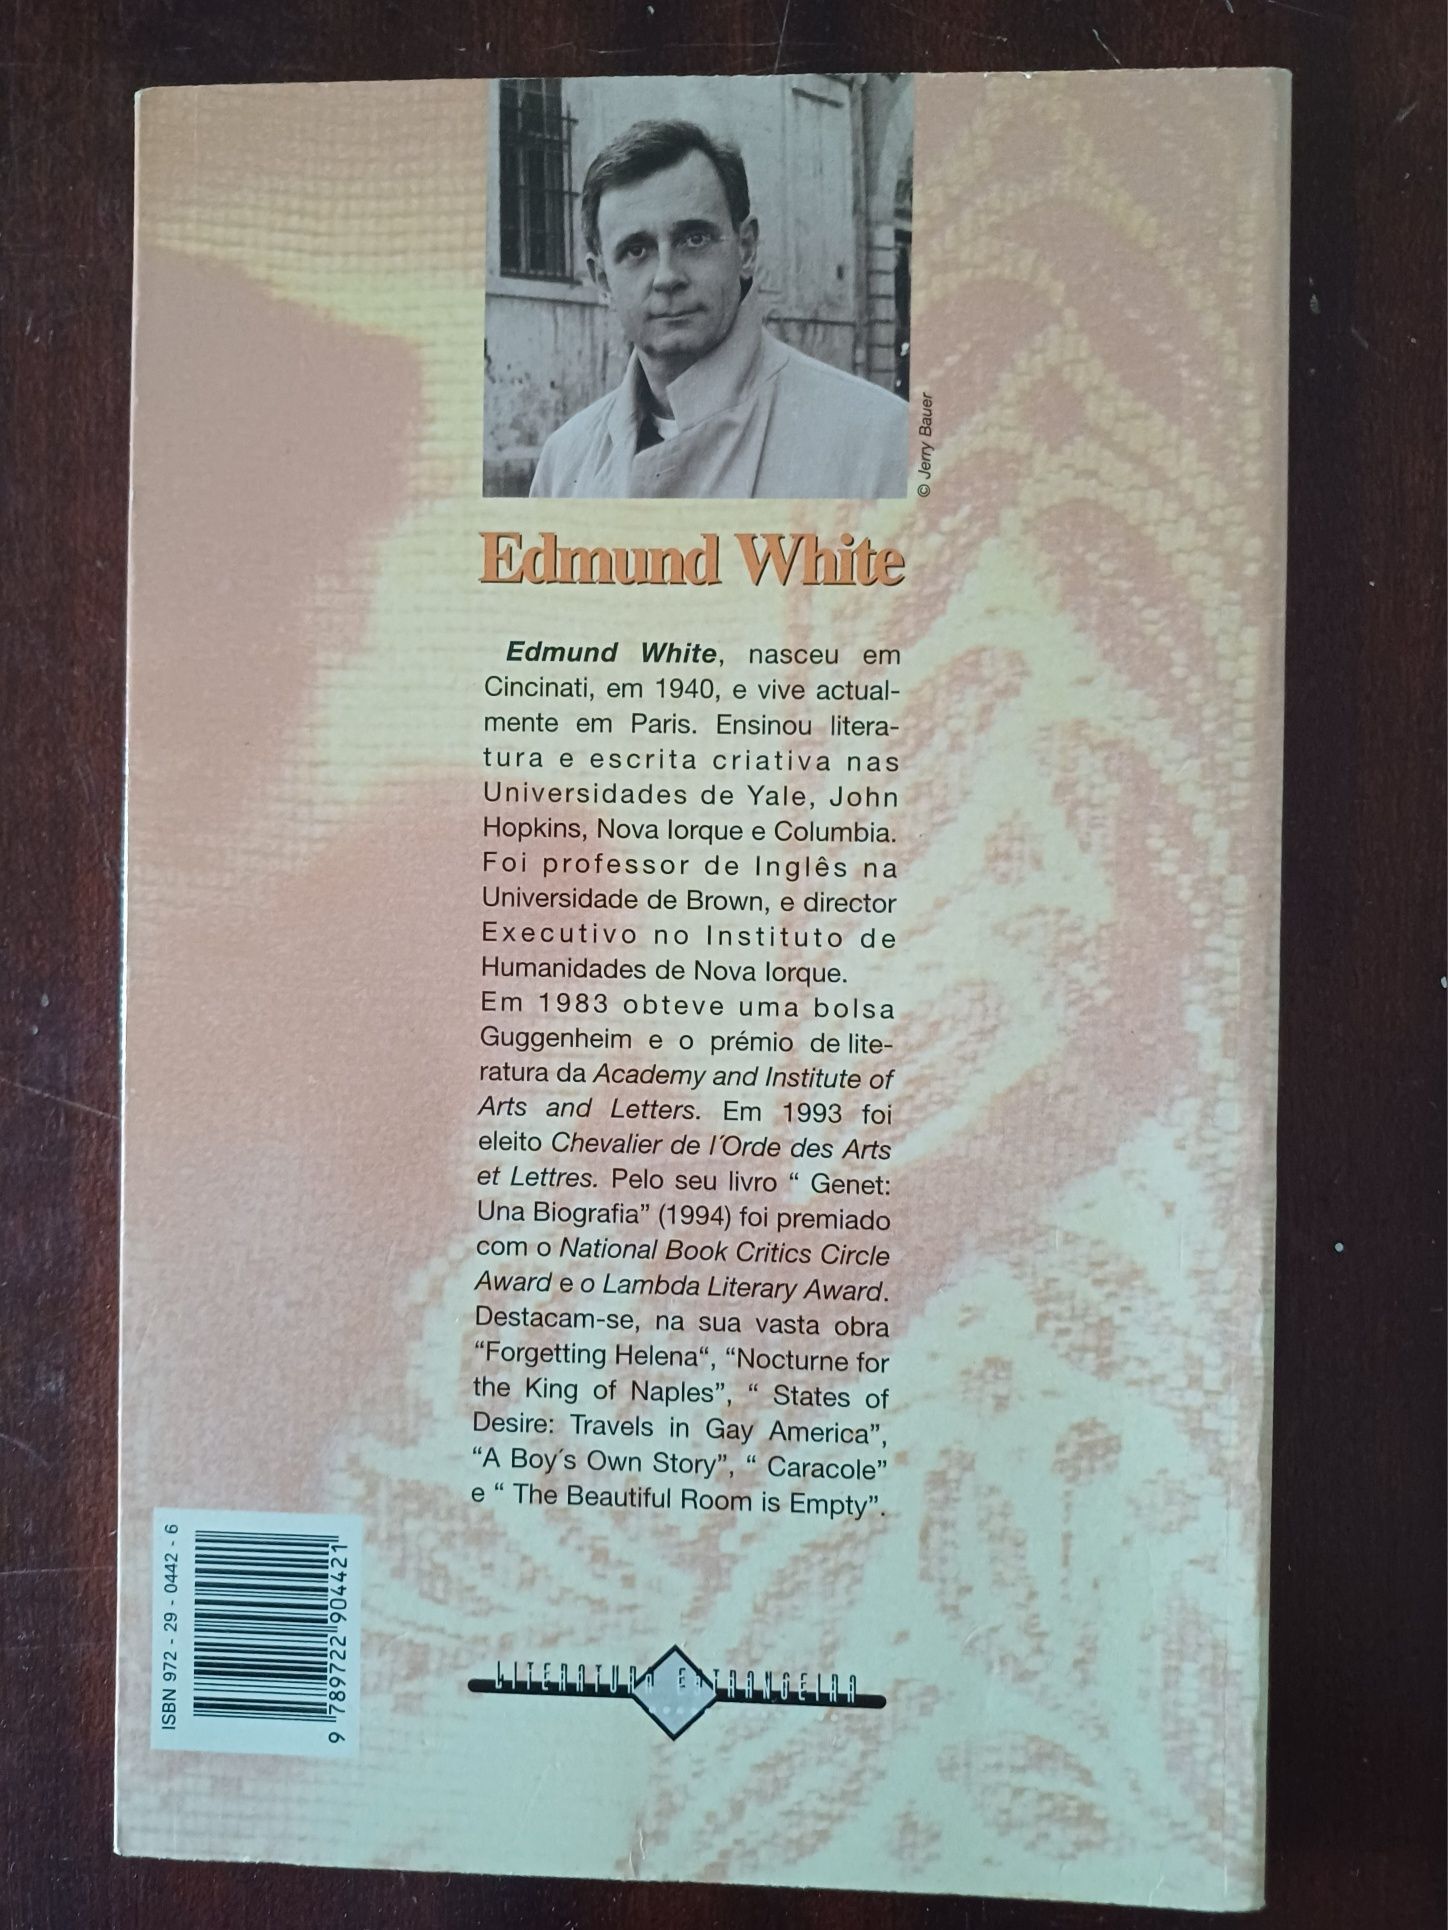 © Jerry Bauer
Edmund White
Edmund White, nasceu em
Cincinati, em 1940, e vive actual-
mente em Paris. Ensinou litera-
tura e escrita criativa nas
Universidades de Yale, John
Hopkins, Nova Iorque e Columbia.
Foi professor de Inglês na
Universidade de Brown, e director
Executivo no Instituto de
Humanidades de Nova Iorque.
Em 1983 obteve uma bolsa
Guggenheim e o prémio de lite-
ratura da Academy and Institute of
Arts and Letters. Em 1993 foi
eleito Chevalier de l´Orde des Arts
et Lettres. Pelo seu livro “ Genet:
Una Biografia” (1994) foi premiado
com o National Book Critics Circle
Award e o Lambda Literary Award.
Destacam-se, na sua vasta obra
“Forgetting Helena“, “Nocturne for
the King of Naples”, “ States of
Desire: Travels in Gay America”,
“A Boy´s Own Story”, “ Caracole”
e “ The Beautiful Room is Empty”.
ISBN 972 - 29 - 0442 - 6
9 789722 904421
LITERATURA ESTRANGEIRA